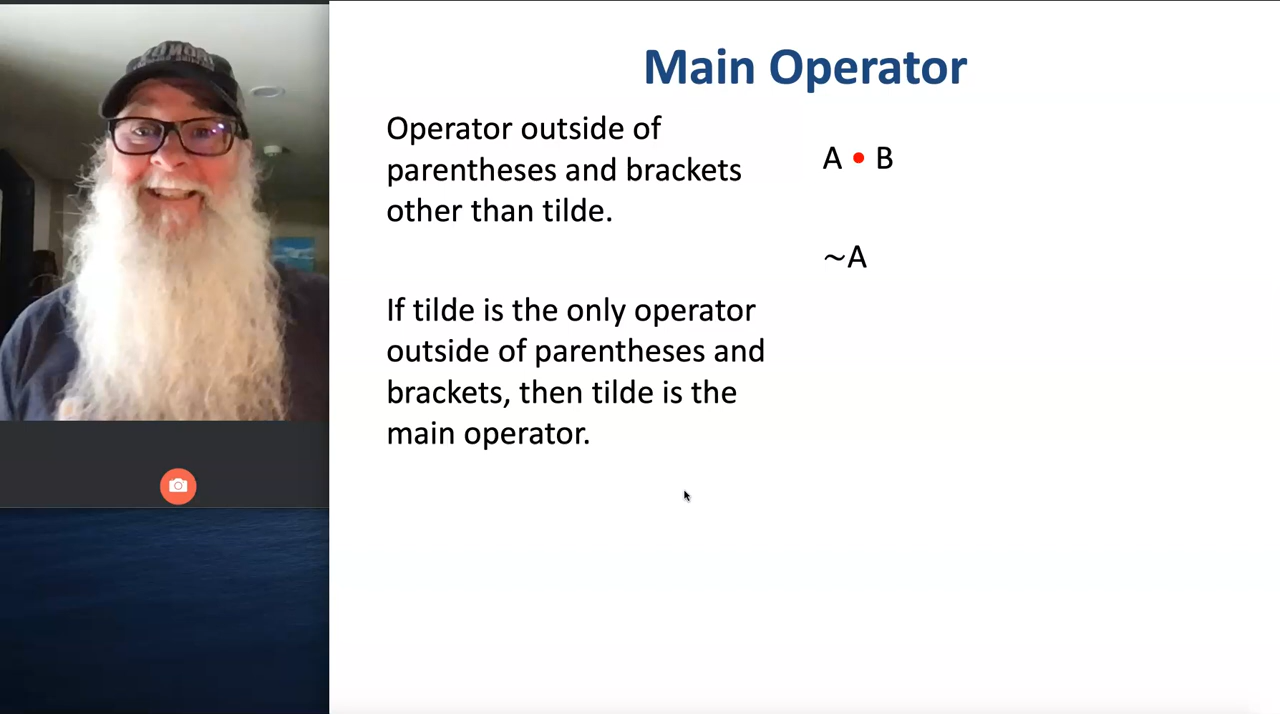 Main Operator
Operator outside of
parentheses and brackets
other than tilde.
A • B
~A
If tilde is the only operator
outside of parentheses and
brackets, then tilde is the
main operator.